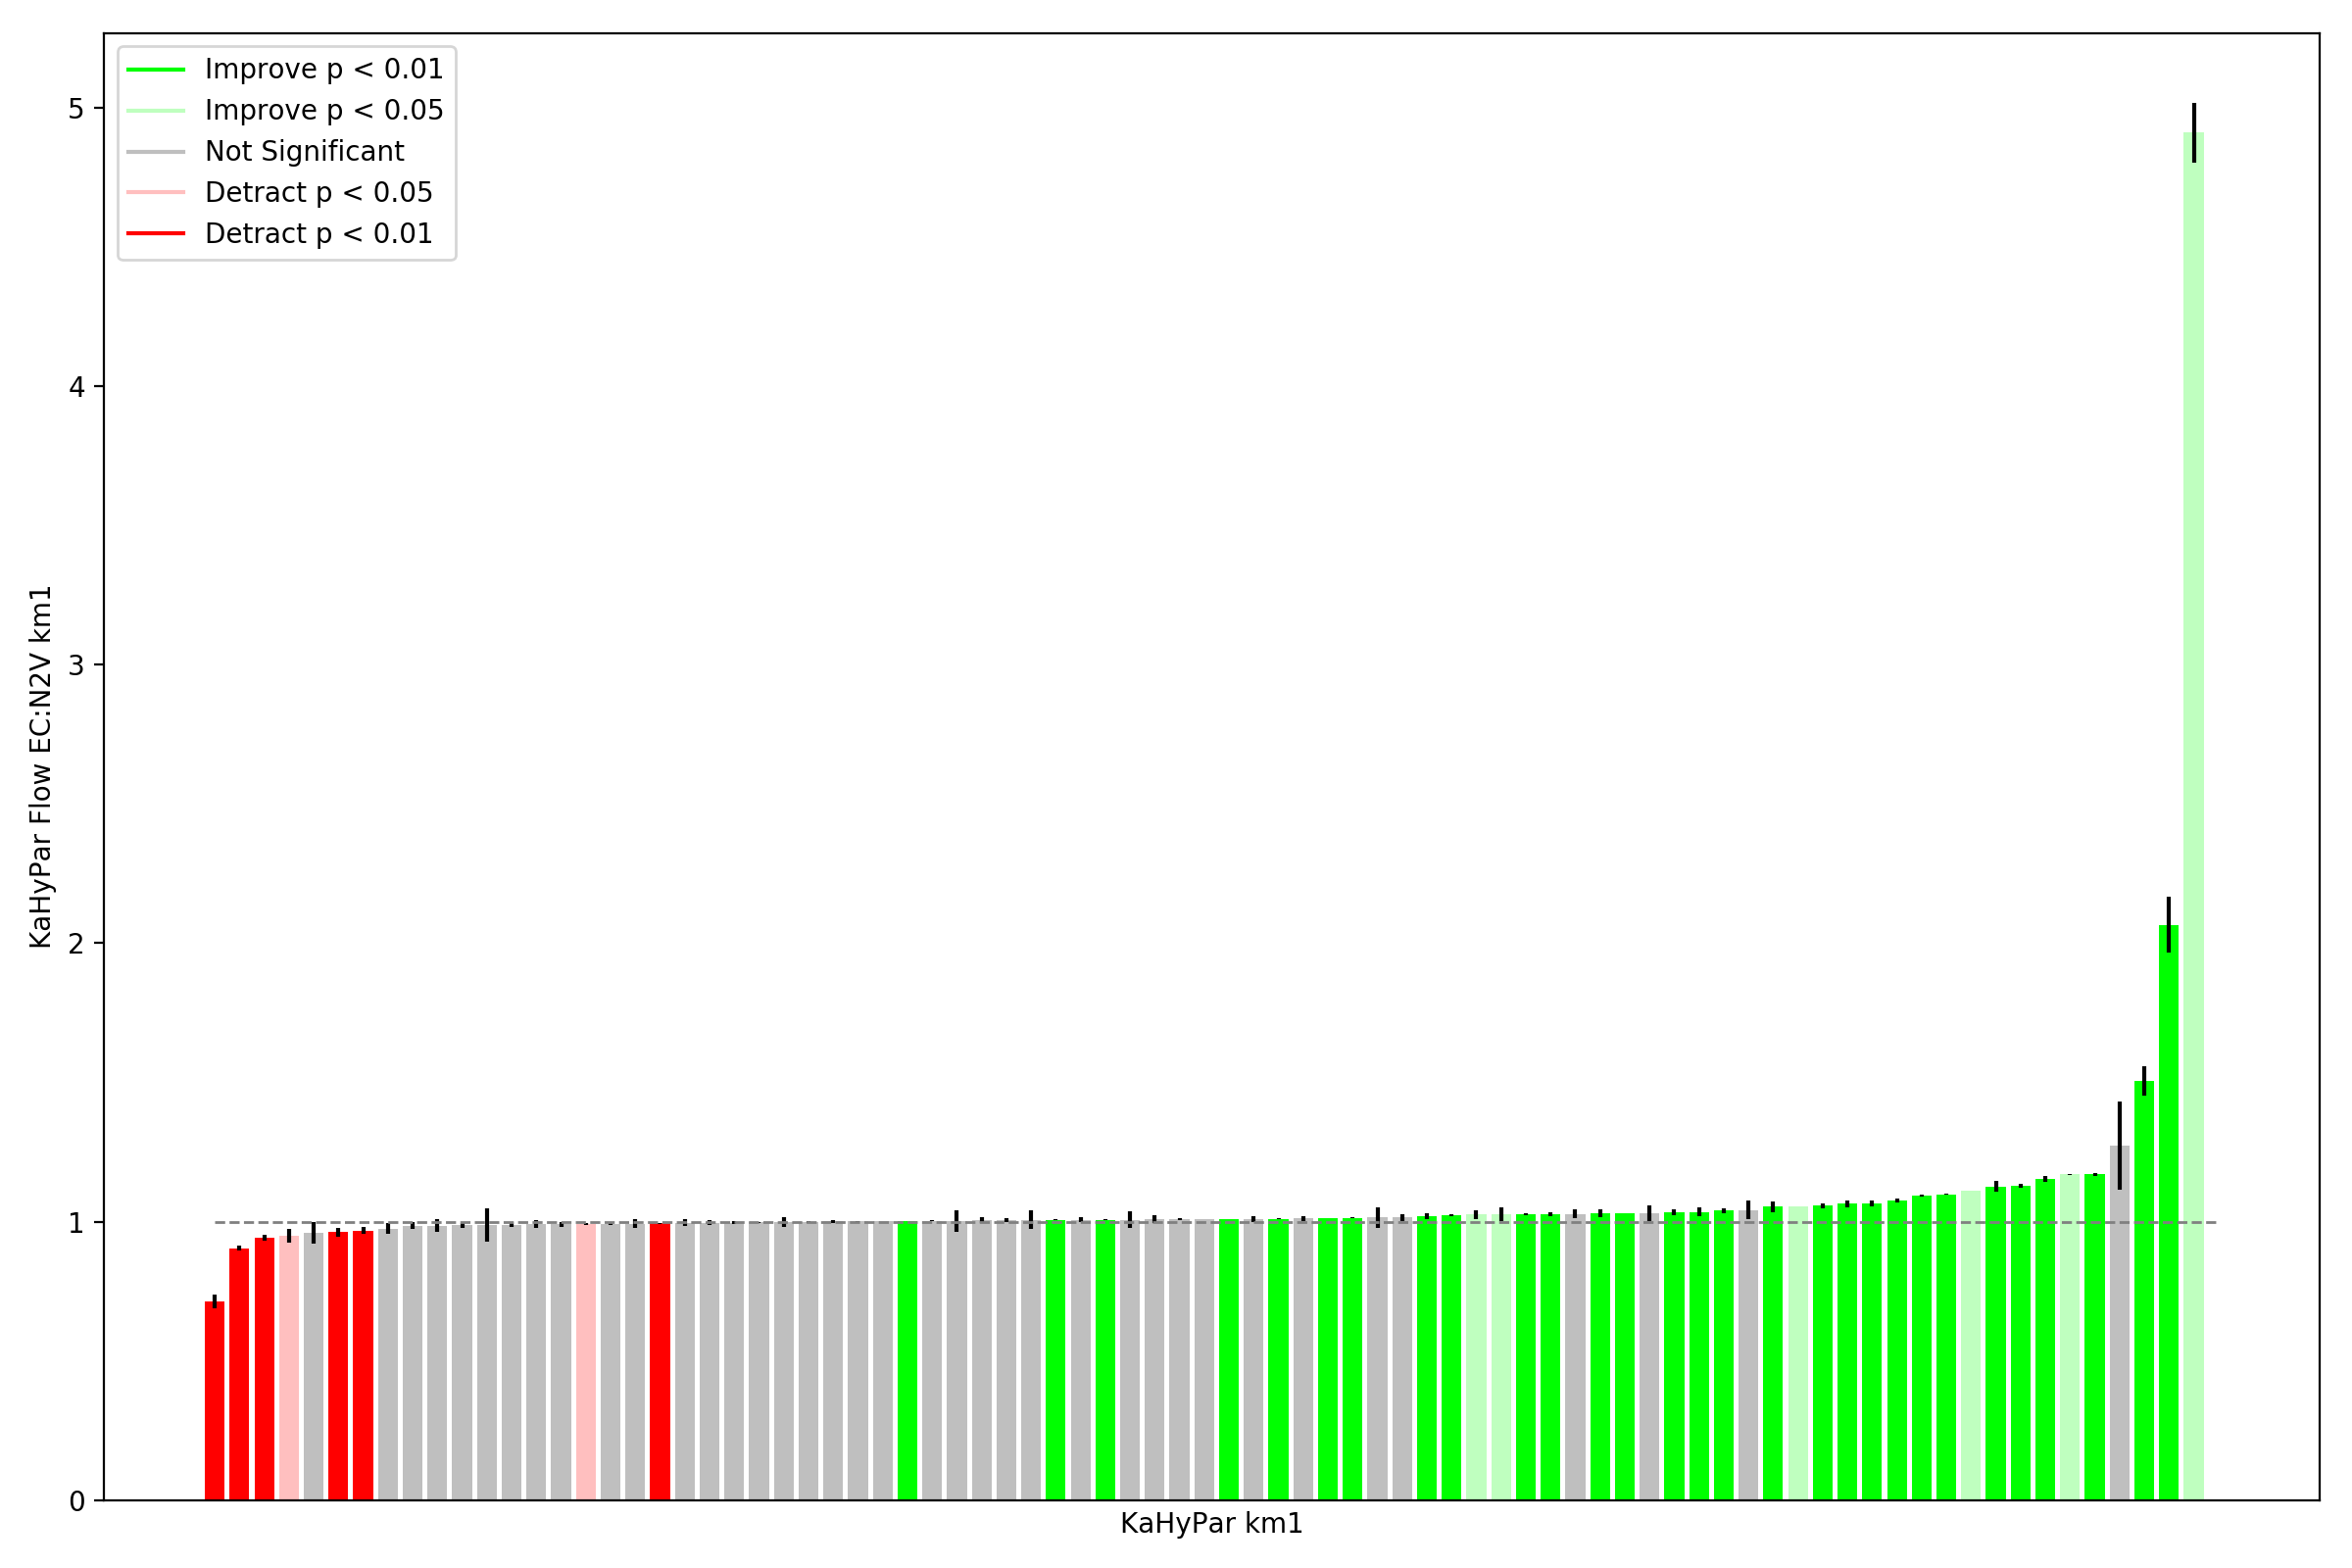 Improve p < 0.01
Improve p < 0.05
Not Significant
Detract p < 0.05
Detract p < 0.01
5
4
3
2
1
0
KaHyPar Flow EC:N2V km1
KaHyPar km1